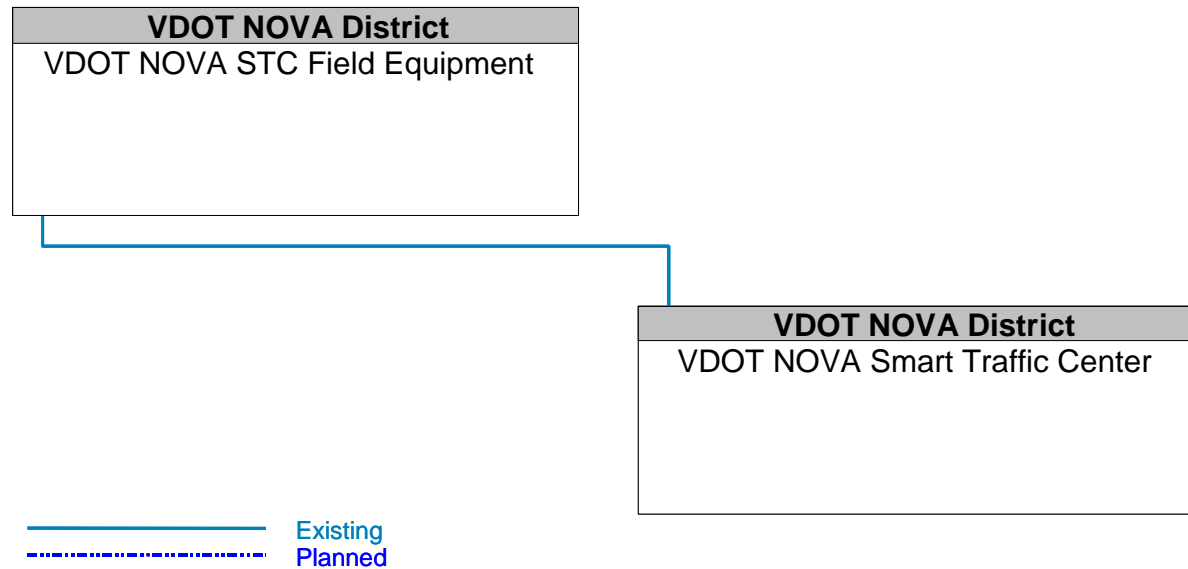 VDOT NOVA District
VDOT NOVA STC Field Equipment
VDOT NOVA District
VDOT NOVA Smart Traffic Center
Existing
Planned